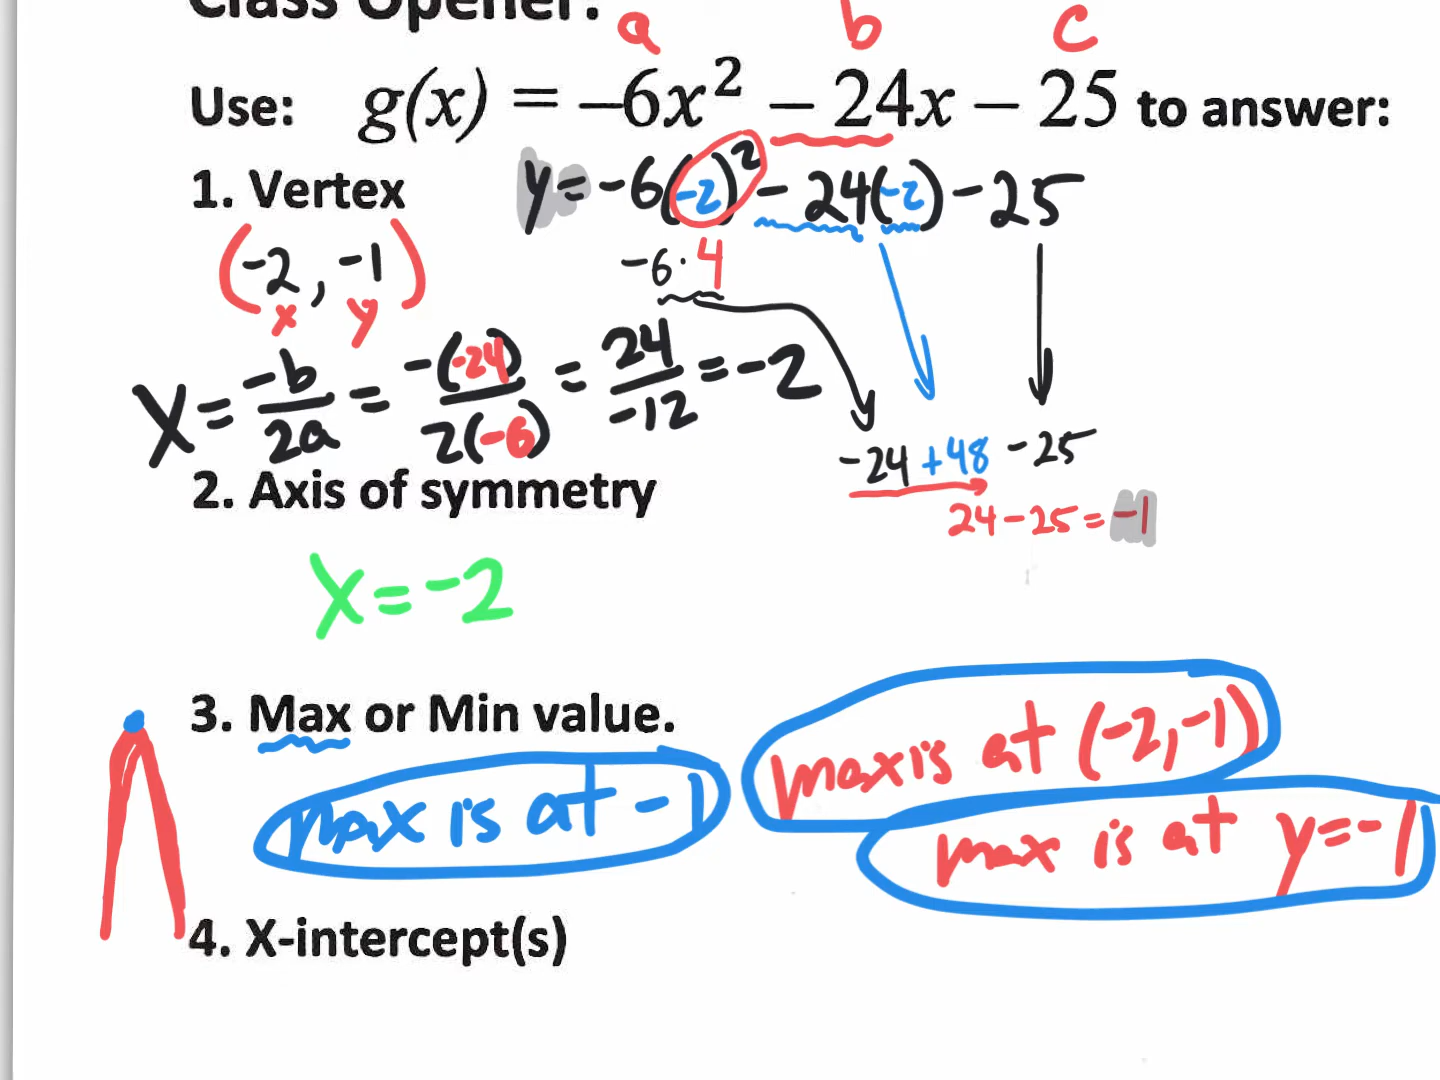 Class Opener:
a b c
Use: g(x) = −6x² − 24x − 25 to answer:
1. Vertex
y = -6(-2)² - 24(-2) - 25
(-2, -1)
x y
-6 · 4
x = -b/2a = -(-24)/2(-6) = 24/-12 = -2
-24 + 48 - 25
24 - 25 = -1
2. Axis of symmetry
x = -2
3. Max or Min value.
max is at (-2, -1)
max is at -1
max is at y = -1
4. X-intercept(s)